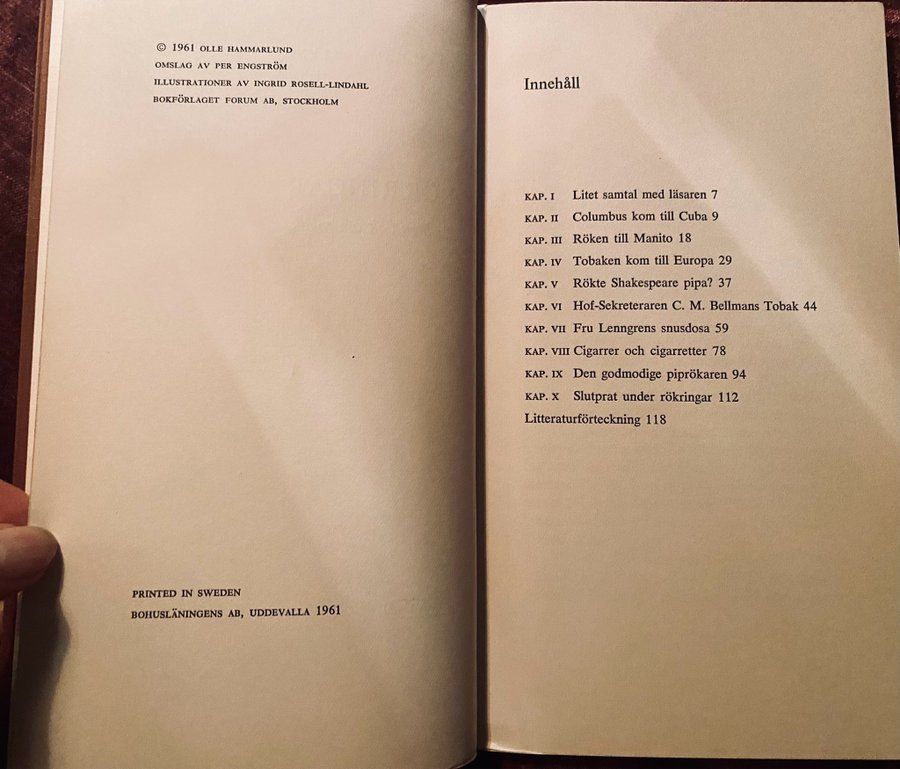 © 1961 OLLE HAMMARLUND
OMSLAG AV PER ENGSTRÖM
ILLUSTRATIONER AV INGRID ROSELL-LINDAHL
BOKFÖRLAGET FORUM AB, STOCKHOLM
PRINTED IN SWEDEN
BOHUSLÄNINGENS AB, UDDEVALLA 1961
Innehåll
KAP. I Litet samtal med läsaren 7
KAP. II Columbus kom till Cuba 9
KAP. III Röken till Manito 18
KAP. IV Tobaken kom till Europa 29
KAP. V Rökte Shakespeare pipa? 37
KAP. VI Hof-Sekreteraren C. M. Bellmans Tobak 44
KAP. VII Fru Lenngrens snusdosa 59
KAP. VIII Cigarrer och cigarretter 78
KAP. IX Den godmodige piprökaren 94
KAP. X Slutprat under rökringar 112
Litteraturförteckning 118